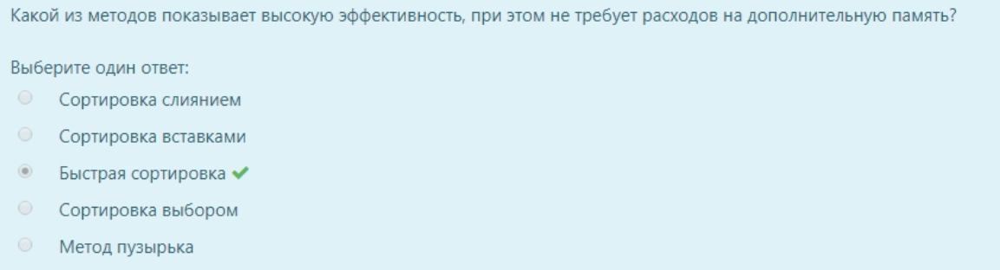 Какой из методов показывает высокую эффективность, при этом не требует расходов на дополнительную память?
Выберите один ответ:
Сортировка слиянием
Сортировка вставками
Быстрая сортировка
Сортировка выбором
Метод пузырька